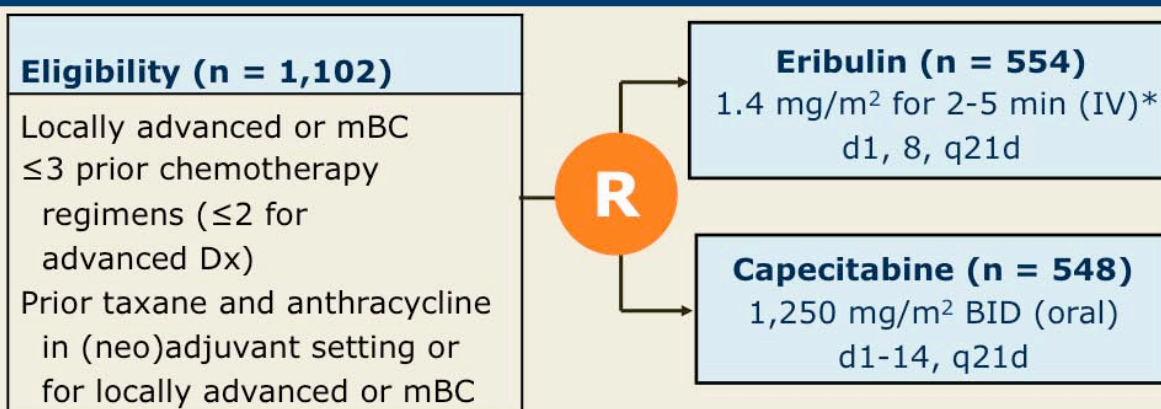 Eligibility (n = 1,102)
Locally advanced or mBC
≤3 prior chemotherapy
regimens (≤2 for
advanced Dx)
Prior taxane and anthracycline
in (neo)adjuvant setting or
for locally advanced or mBC
R
Eribulin (n = 554)
1.4 mg/m² for 2-5 min (IV)*
d1, 8, q21d
Capecitabine (n = 548)
1,250 mg/m² BID (oral)
d1-14, q21d